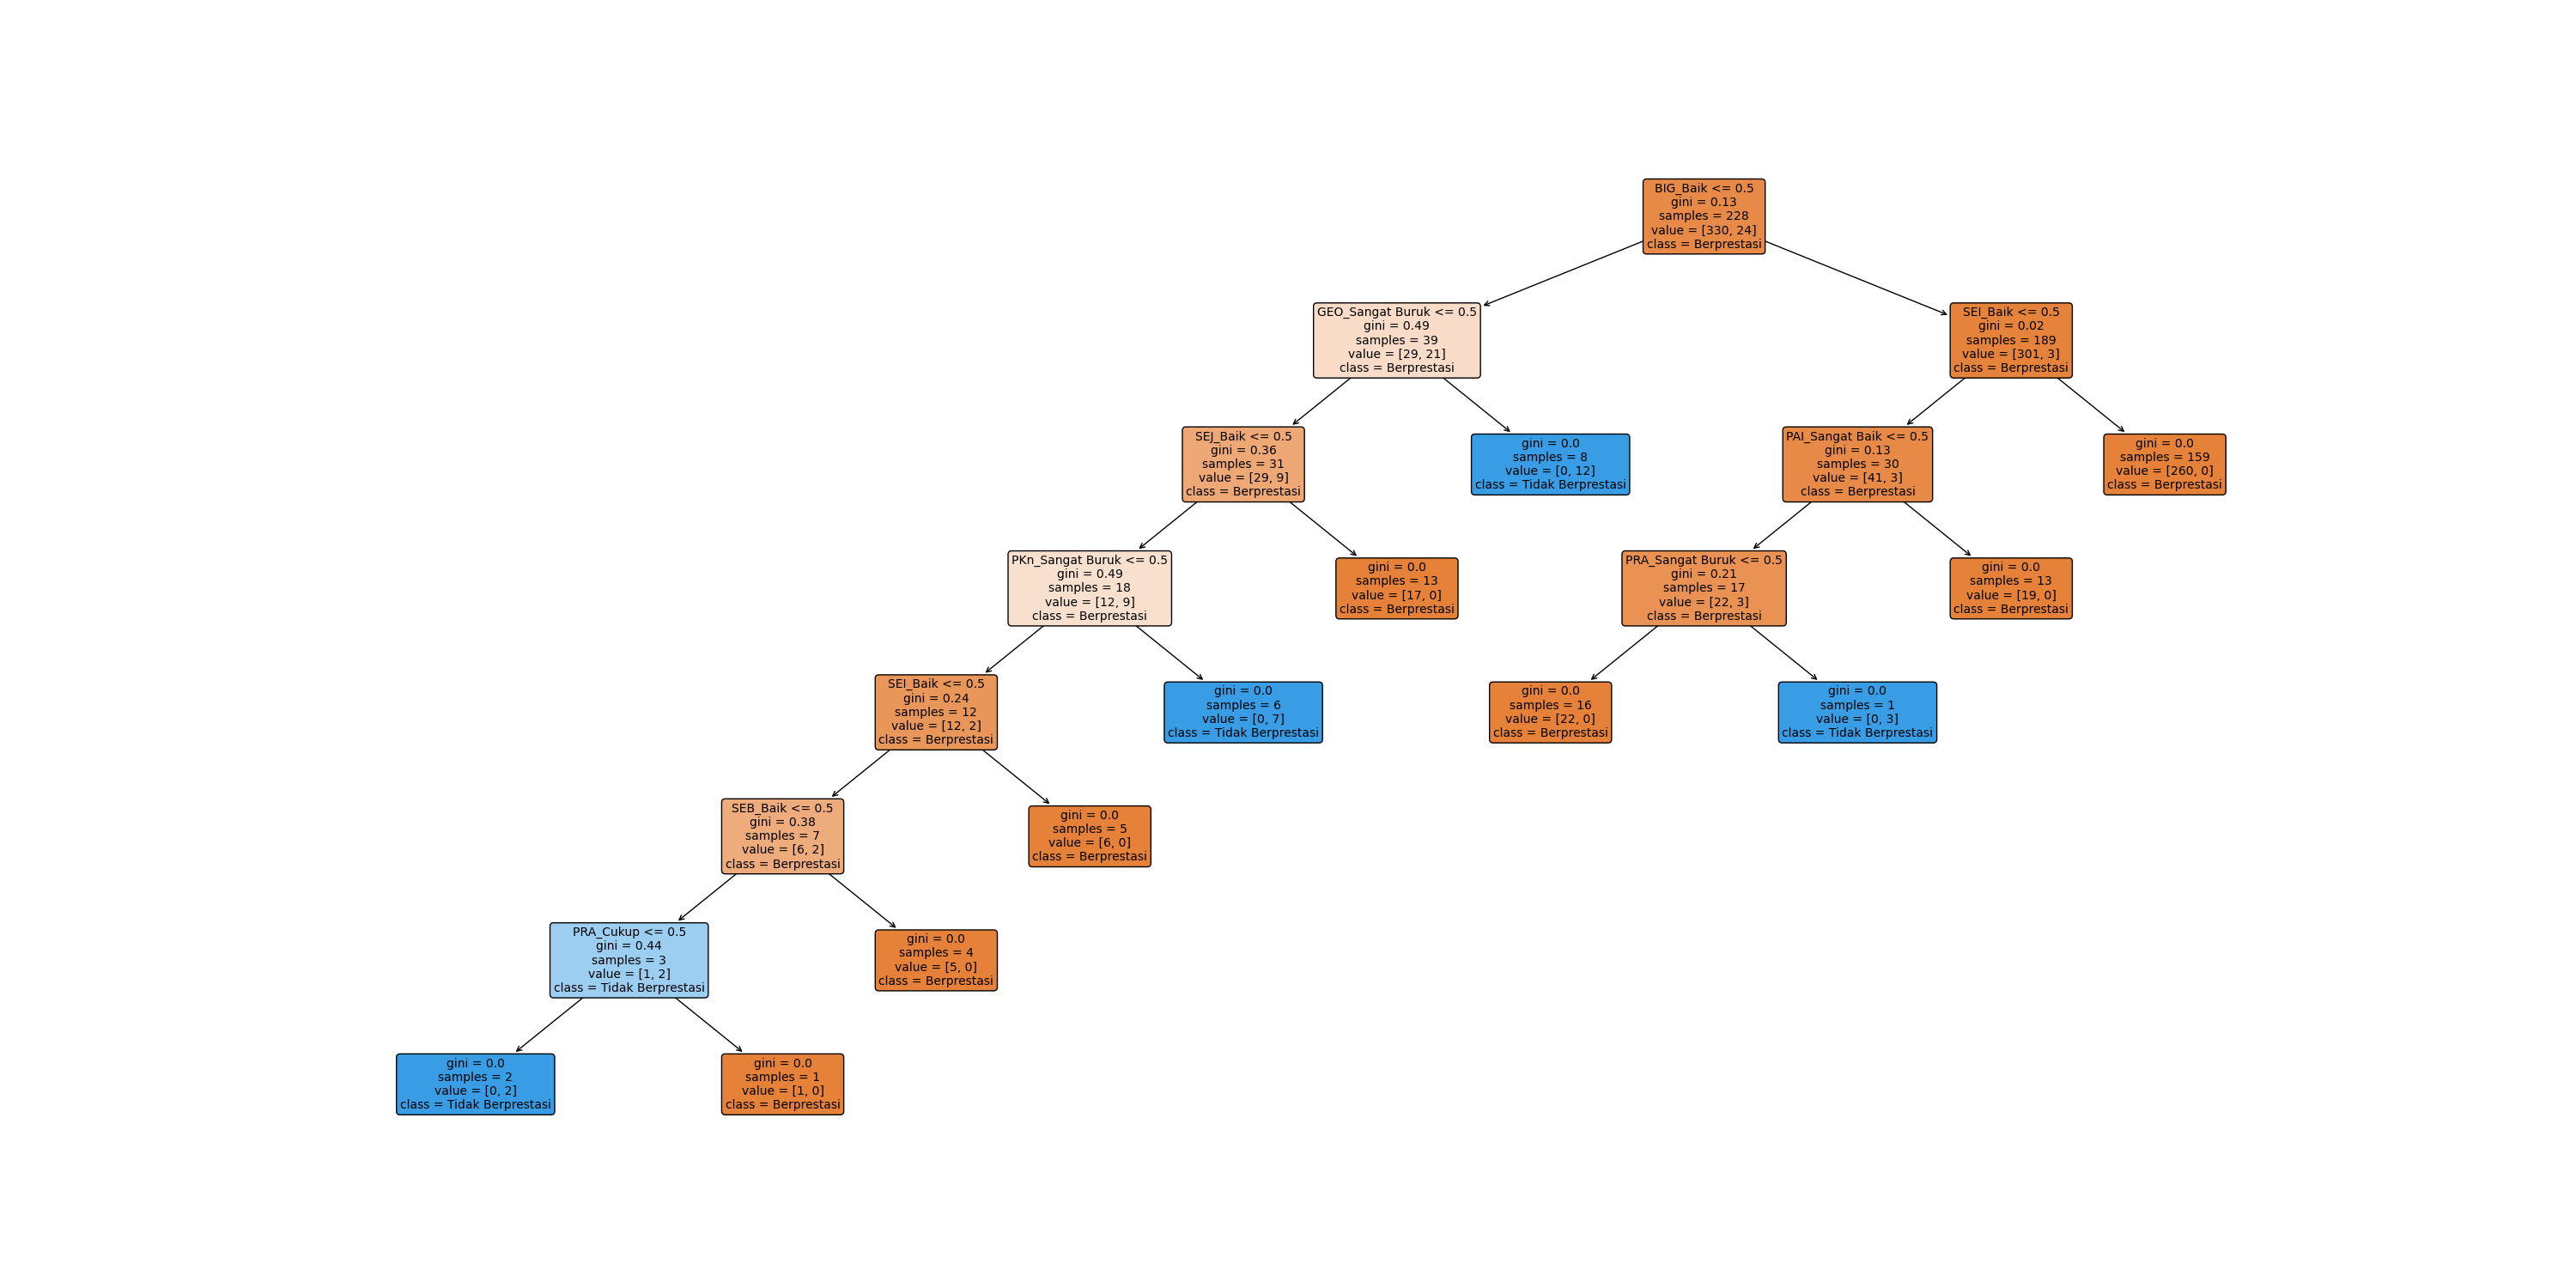 BIG_Baik <= 0.5
gini = 0.13
samples = 228
value = [330, 24]
class = Berprestasi
GEO_Sangat Buruk <= 0.5
gini = 0.49
samples = 39
value = [29, 21]
class = Berprestasi
SEI_Baik <= 0.5
gini = 0.02
samples = 189
value = [301, 3]
class = Berprestasi
SEJ_Baik <= 0.5
gini = 0.36
samples = 31
value = [29, 9]
class = Berprestasi
gini = 0.0
samples = 8
value = [0, 12]
class = Tidak Berprestasi
PAI_Sangat Baik <= 0.5
gini = 0.13
samples = 30
value = [41, 3]
class = Berprestasi
gini = 0.0
samples = 159
value = [260, 0]
class = Berprestasi
PKn_Sangat Buruk <= 0.5
gini = 0.49
samples = 18
value = [12, 9]
class = Berprestasi
gini = 0.0
samples = 13
value = [17, 0]
class = Berprestasi
PRA_Sangat Buruk <= 0.5
gini = 0.21
samples = 17
value = [22, 3]
class = Berprestasi
gini = 0.0
samples = 13
value = [19, 0]
class = Berprestasi
SEI_Baik <= 0.5
gini = 0.24
samples = 12
value = [12, 2]
class = Berprestasi
gini = 0.0
samples = 6
value = [0, 7]
class = Tidak Berprestasi
gini = 0.0
samples = 16
value = [22, 0]
class = Berprestasi
gini = 0.0
samples = 1
value = [0, 3]
class = Tidak Berprestasi
SEB_Baik <= 0.5
gini = 0.38
samples = 7
value = [6, 2]
class = Berprestasi
gini = 0.0
samples = 5
value = [6, 0]
class = Berprestasi
PRA_Cukup <= 0.5
gini = 0.44
samples = 3
value = [1, 2]
class = Tidak Berprestasi
gini = 0.0
samples = 4
value = [5, 0]
class = Berprestasi
gini = 0.0
samples = 2
value = [0, 2]
class = Tidak Berprestasi
gini = 0.0
samples = 1
value = [1, 0]
class = Berprestasi